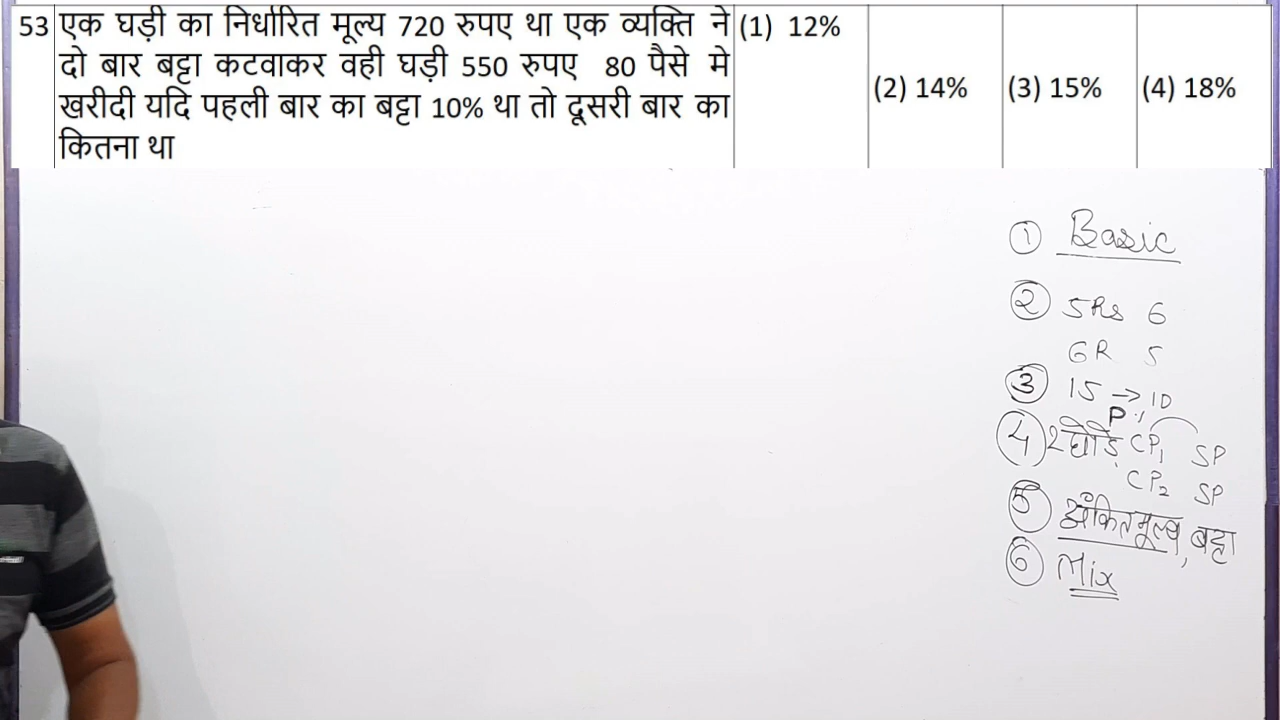 53 एक घड़ी का निर्धारित मूल्य 720 रुपए था एक व्यक्ति ने
दो बार बट्टा कटवाकर वही घड़ी 550 रुपए 80 पैसे मे
खरीदी यदि पहली बार का बट्टा 10% था तो दूसरी बार का
कितना था
(1) 12%
(2) 14%
(3) 15%
(4) 18%
① Basic
② 5Rs 6
6R 5
③ 15 → 10
P.
④ 2 घोड़े CP₁ SP
CP₂ SP
⑤ अंकित मूल्य, बट्टा
⑥ Mix